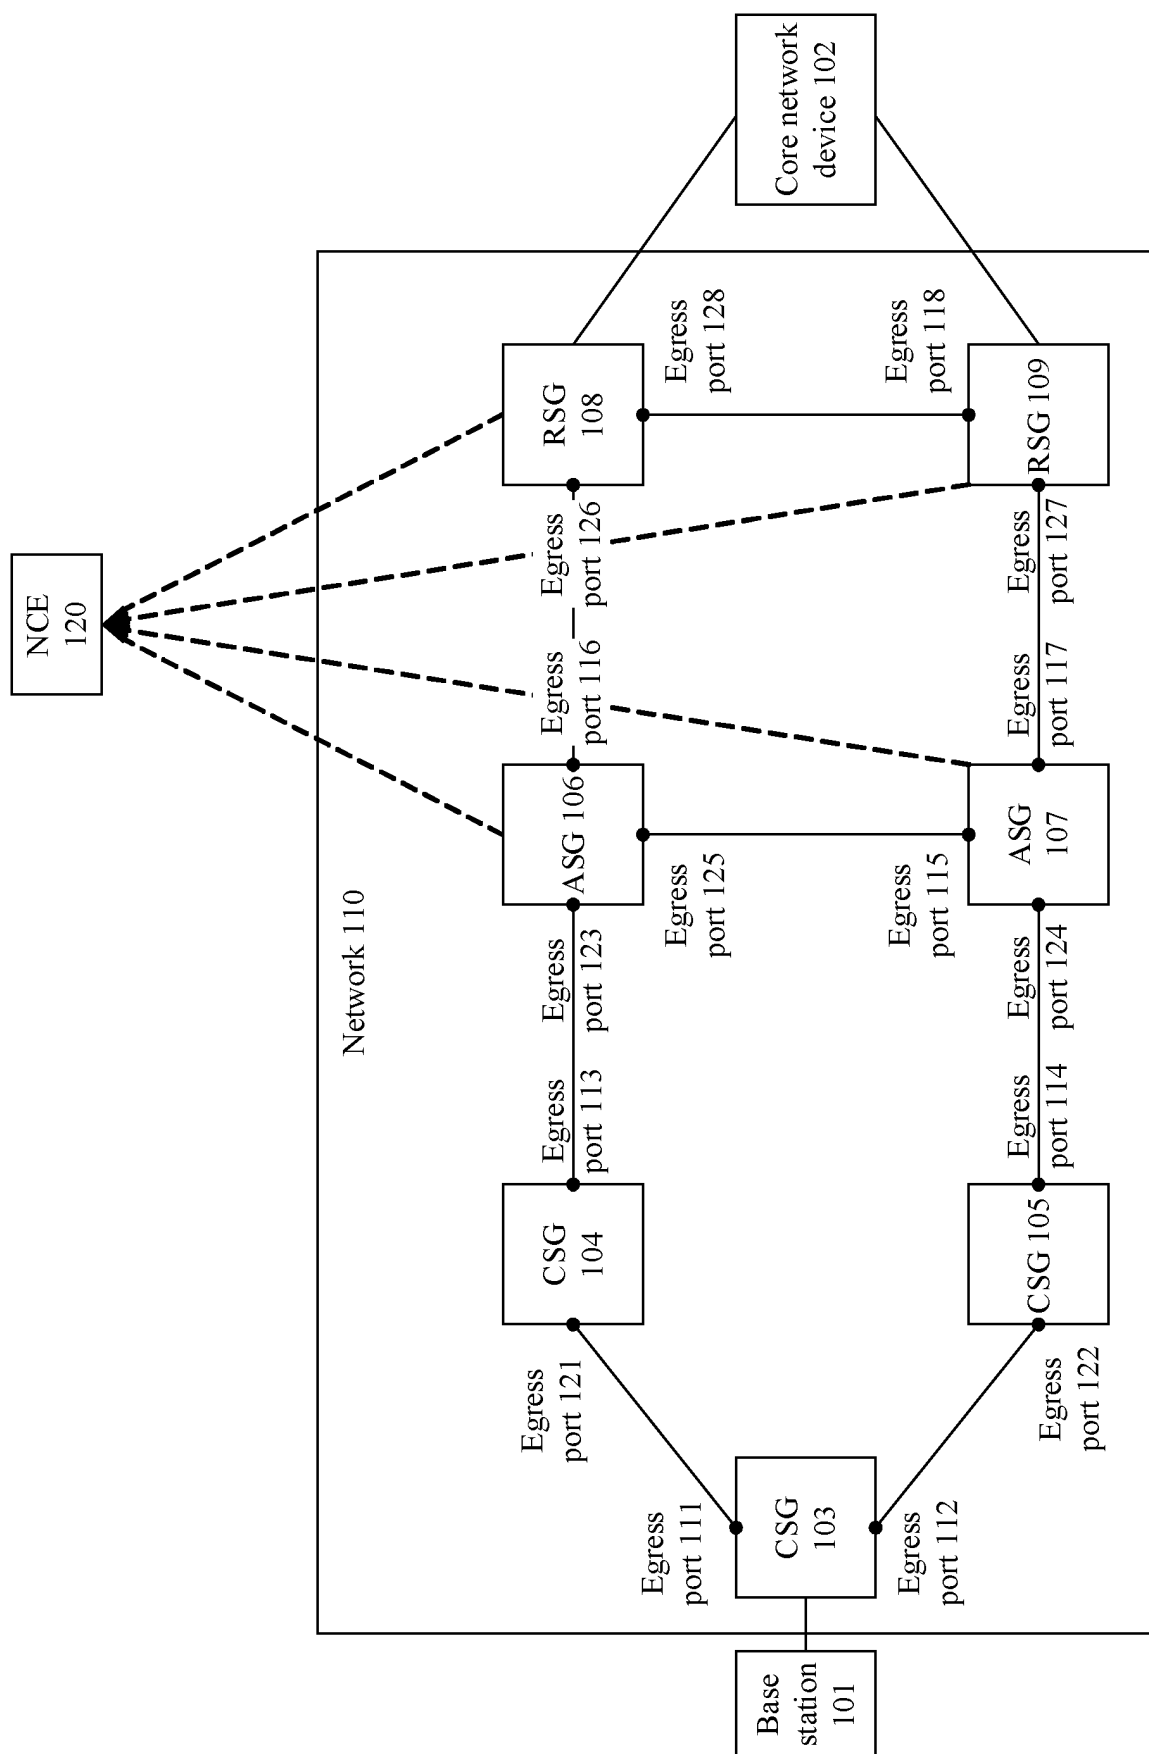 NCE
120
Network 110
Core network
device 102
RSG
108
Egress
port 128
Egress
port 118
RSG 109
Egress
port 126
Egress
port 116
Egress
port 127
Egress
port 117
ASG 106
Egress
port 125
Egress
port 115
ASG
107
Egress
port 123
Egress
port 113
Egress
port 124
Egress
port 114
CSG
104
CSG 105
Egress
port 121
Egress
port 122
Egress
port 111
CSG
103
Egress
port 112
Base
station
101